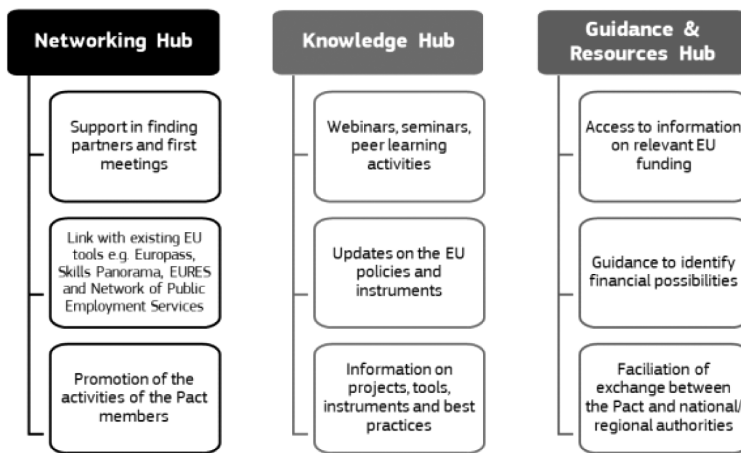 Networking Hub
Support in finding
partners and first
meetings
Link with existing EU
tools e.g. Europass,
Skills Panorama, EURES
and Network of Public
Employment Services
Promotion of the
activities of the Pact
members
Knowledge Hub
Webinars, seminars,
peer learning
activities
Updates on the EU
policies and
instruments
Information on
projects, tools,
instruments and best
practices
Guidance &
Resources Hub
Access to information
on relevant EU
funding
Guidance to identify
financial possibilities
Faciliation of
exchange between
the Pact and national/
regional authorities